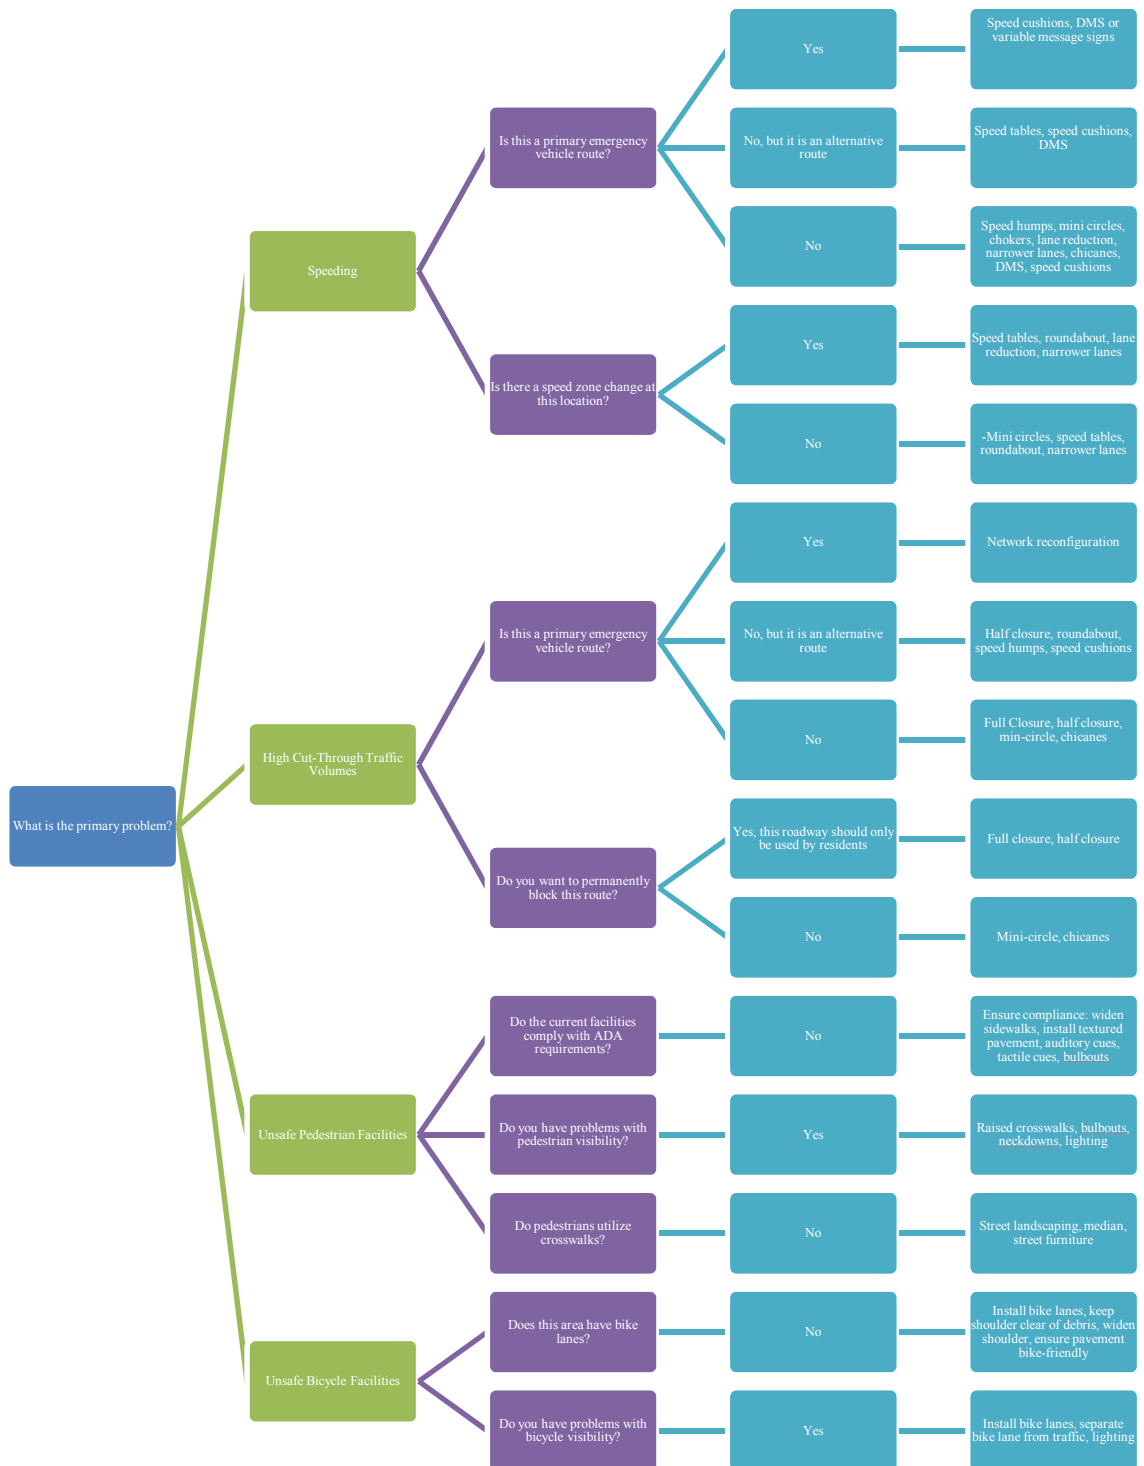 What is the primary problem?
Speeding
Is this a primary emergency
vehicle route?
Yes
Speed cushions, DMS or
variable message signs
No, but it is an alternative
route
Speed tables, speed cushions,
DMS
No
Speed humps, mini circles,
chokers, lane reduction,
narrower lanes, chicanes,
DMS, speed cushions
Is there a speed zone change at
this location?
Yes
Speed tables, roundabout, lane
reduction, narrower lanes
No
-Mini circles, speed tables,
roundabout, narrower lanes
High Cut-Through Traffic
Volumes
Is this a primary emergency
vehicle route?
Yes
Network reconfiguration
No, but it is an alternative
route
Half closure, roundabout,
speed humps, speed cushions
No
Full Closure, half closure,
min-circle, chicanes
Do you want to permanently
block this route?
Yes, this roadway should only
be used by residents
Full closure, half closure
No
Mini-circle, chicanes
Unsafe Pedestrian Facilities
Do the current facilities
comply with ADA
requirements?
No
Ensure compliance: widen
sidewalks, install textured
pavement, auditory cues,
tactile cues, bulbouts
Do you have problems with
pedestrian visibility?
Yes
Raised crosswalks, bulbouts,
neckdowns, lighting
Do pedestrians utilize
crosswalks?
No
Street landscaping, median,
street furniture
Unsafe Bicycle Facilities
Does this area have bike
lanes?
No
Install bike lanes, keep
shoulder clear of debris, widen
shoulder, ensure pavement
bike-friendly
Do you have problems with
bicycle visibility?
Yes
Install bike lanes, separate
bike lane from traffic, lighting